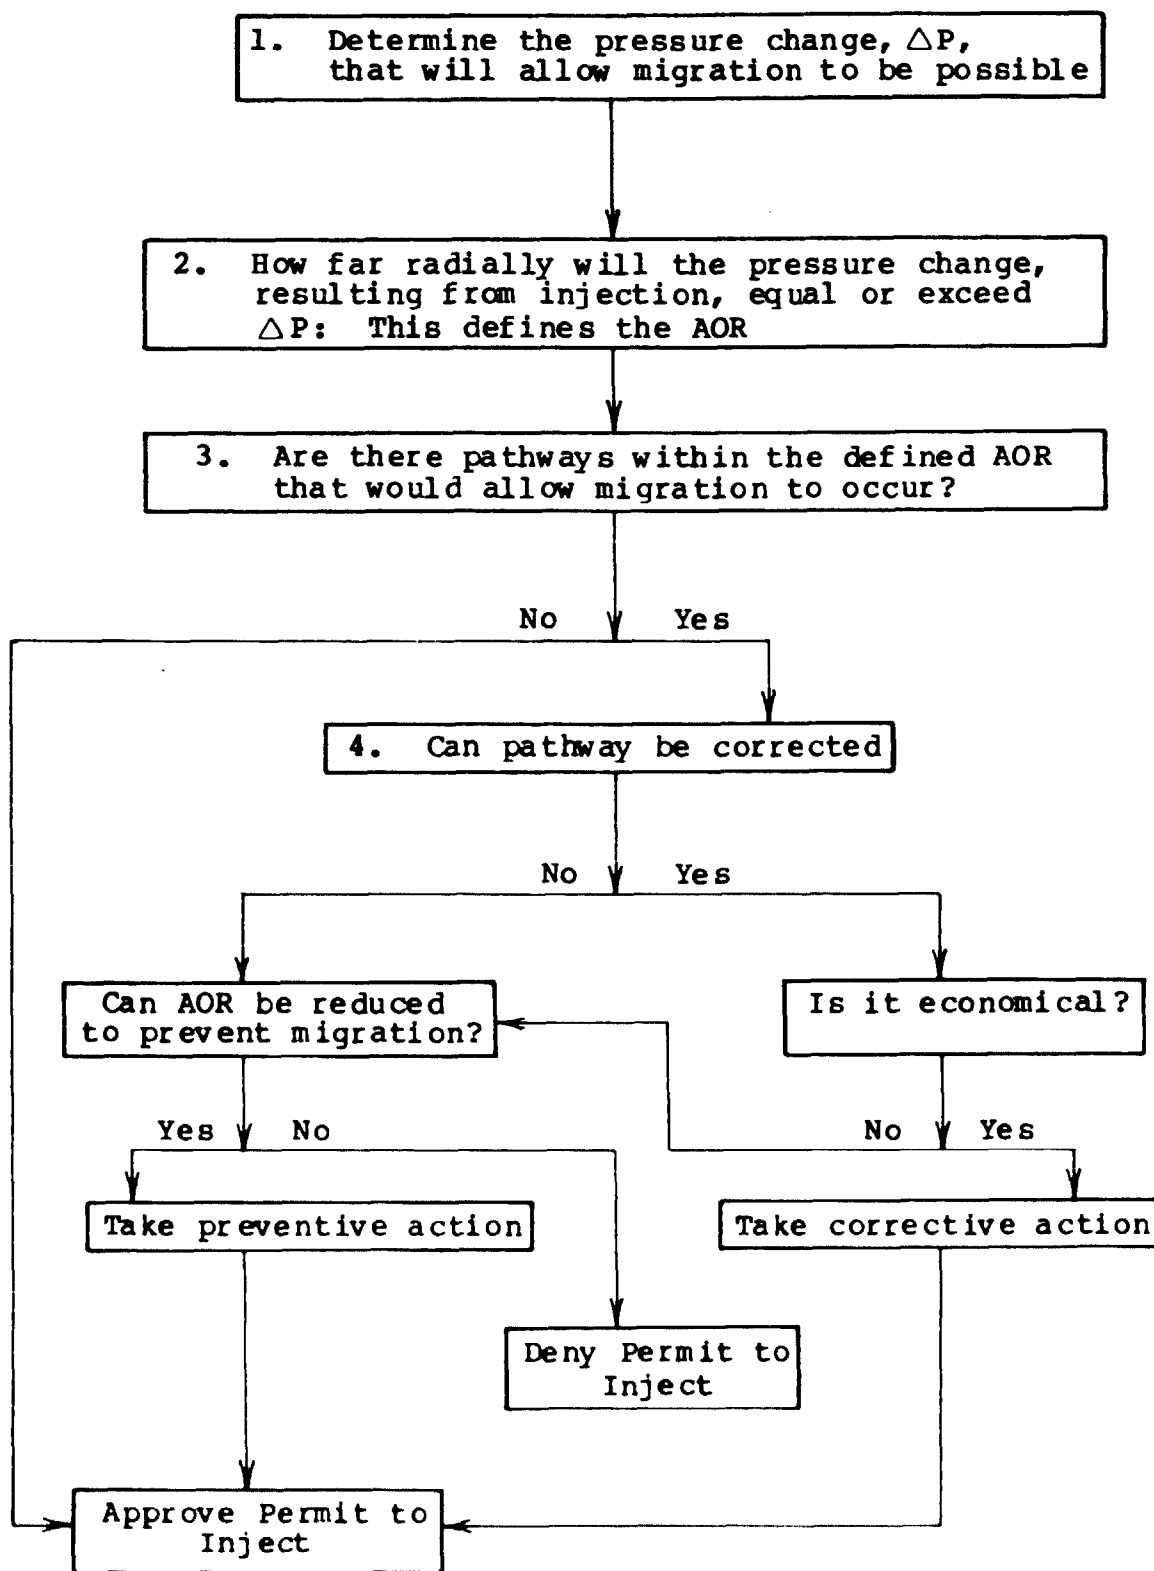 1. Determine the pressure change, △P,
that will allow migration to be possible
2. How far radially will the pressure change,
resulting from injection, equal or exceed
△P: This defines the AOR
3. Are there pathways within the defined AOR
that would allow migration to occur?
No Yes
4. Can pathway be corrected
No Yes
Can AOR be reduced
to prevent migration?
Is it economical?
Yes No
No Yes
Take preventive action
Take corrective action
Deny Permit to
Inject
Approve Permit to
Inject